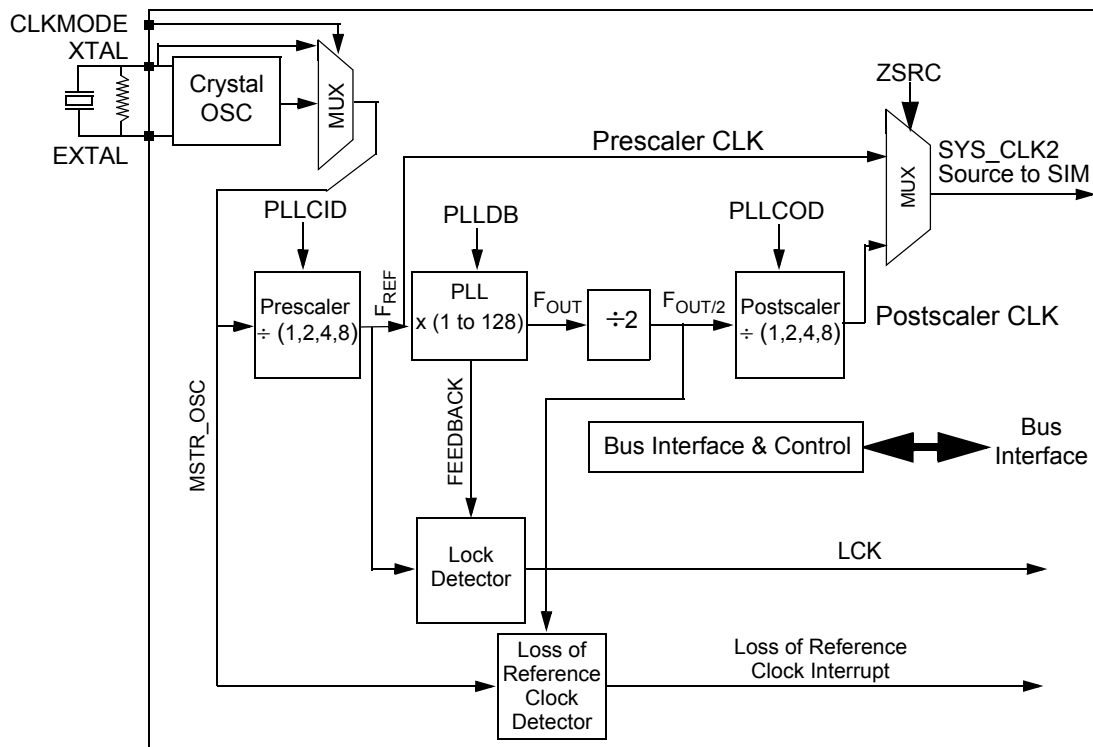 CLKMODE
XTAL
EXTAL
Crystal
OSC
MUX
ZSRC
Prescaler CLK
MUX
SYS_CLK2
Source to SIM
PLLCID
PLLDB
PLLCOD
Prescaler
÷ (1,2,4,8)
FREF
PLL
x (1 to 128)
FOUT
÷2
FOUT/2
Postscaler
÷ (1,2,4,8)
Postscaler CLK
MSTR_OSC
FEEDBACK
Bus Interface & Control
Bus
Interface
Lock
Detector
LCK
Loss of
Reference
Clock
Detector
Loss of Reference
Clock Interrupt